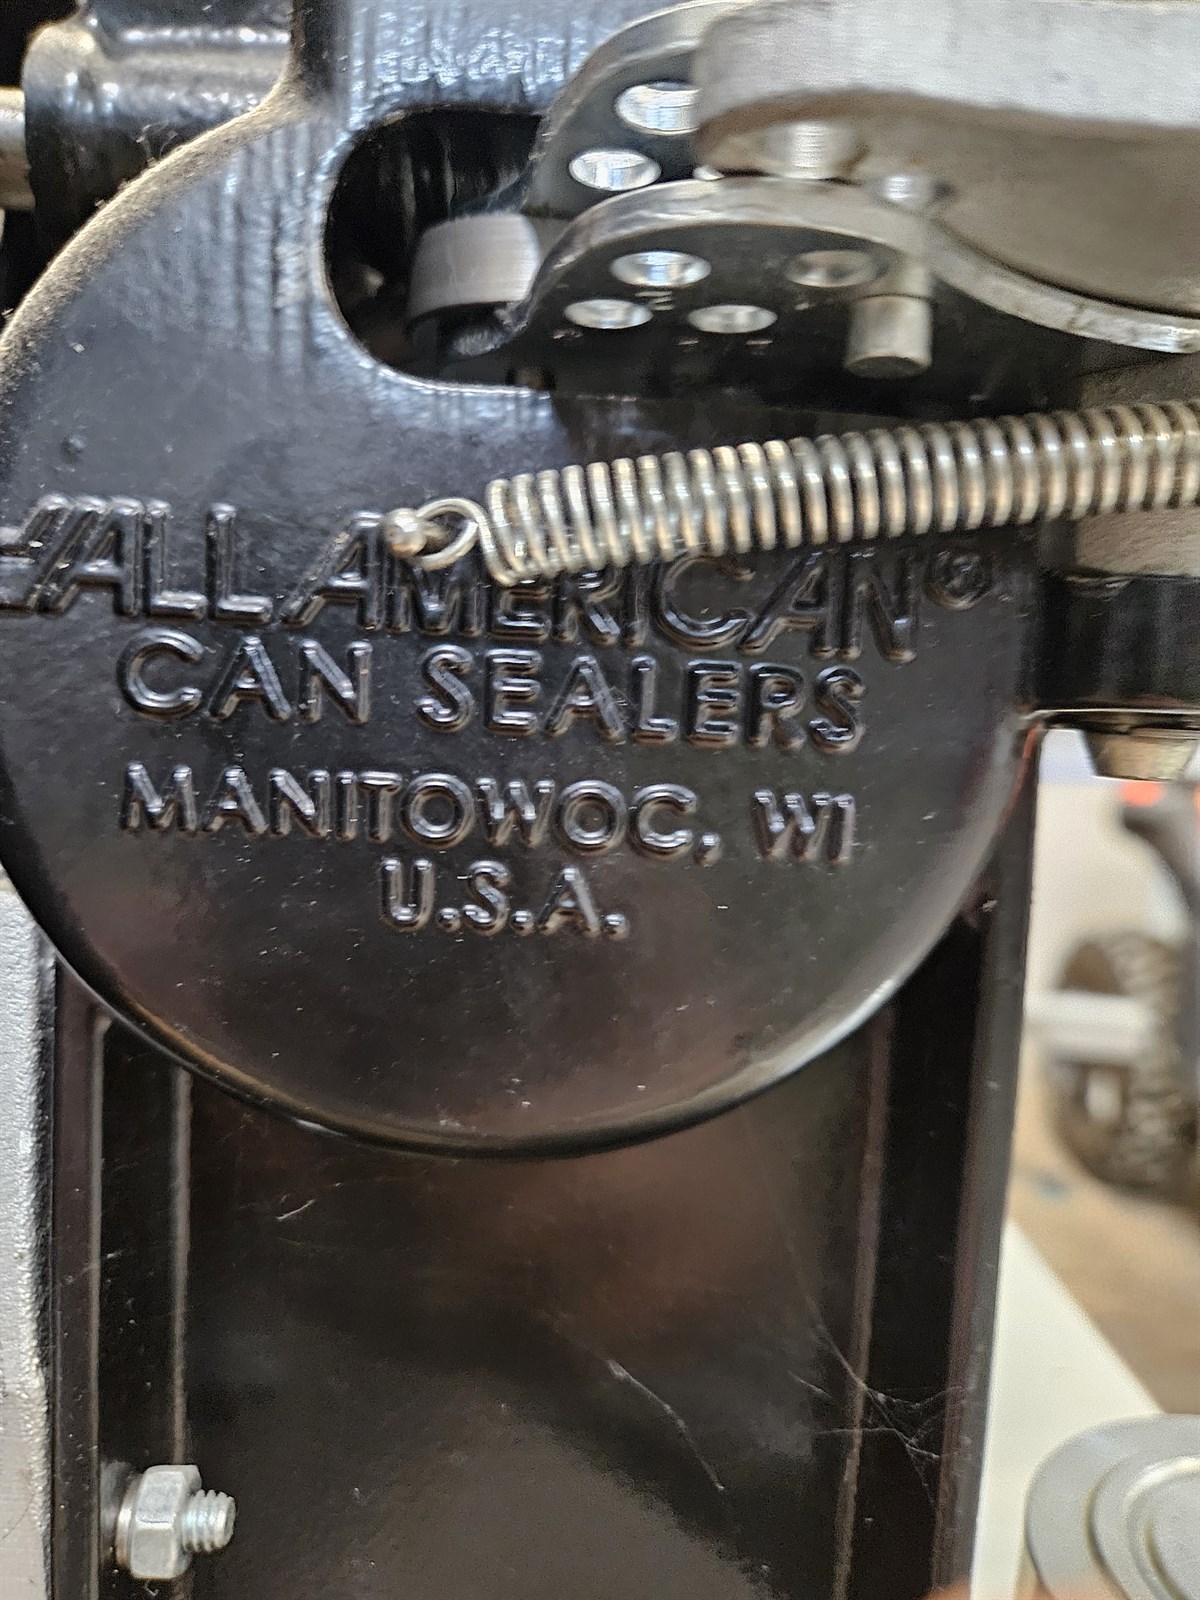 ALL AMERICAN®
CAN SEALERS
MANITOWOC, WI
U.S.A.